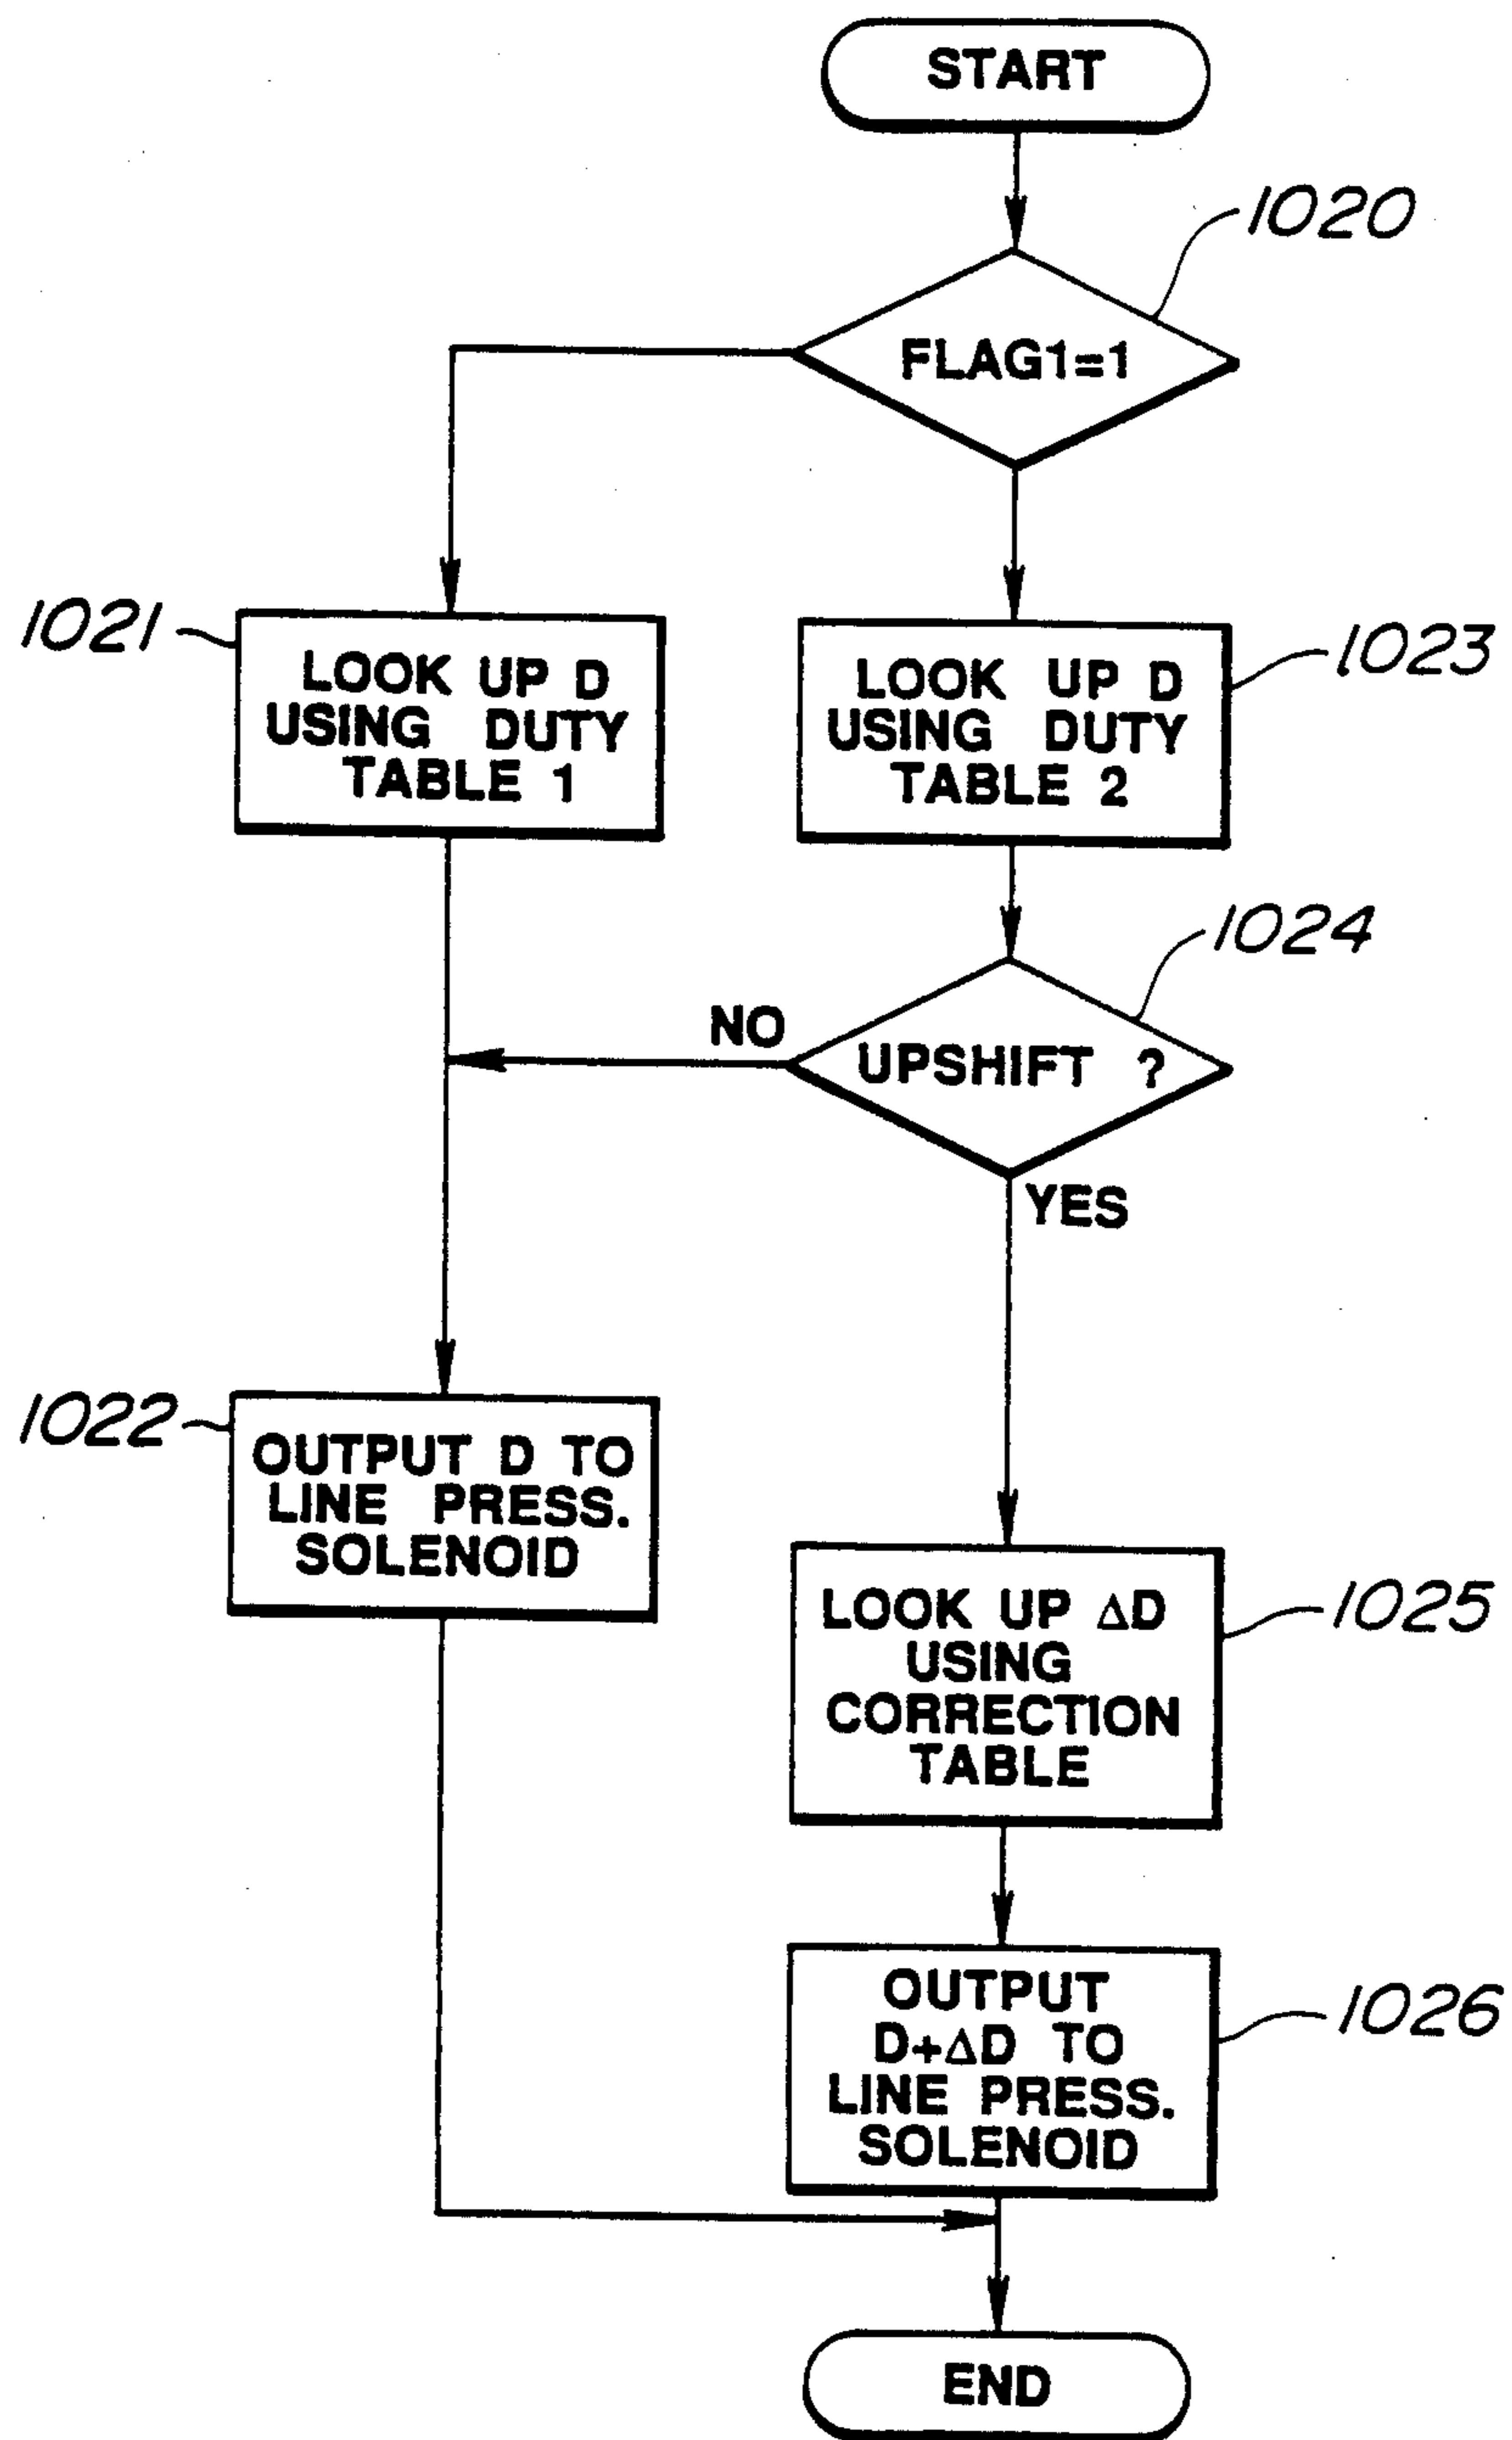 START
1020
FLAG1=1
1021
LOOK UP D
USING DUTY
TABLE 1
1023
LOOK UP D
USING DUTY
TABLE 2
1024
NO
UPSHIFT ?
YES
1022
OUTPUT D TO
LINE PRESS.
SOLENOID
1025
LOOK UP ΔD
USING
CORRECTION
TABLE
1026
OUTPUT
D+ΔD TO
LINE PRESS.
SOLENOID
END